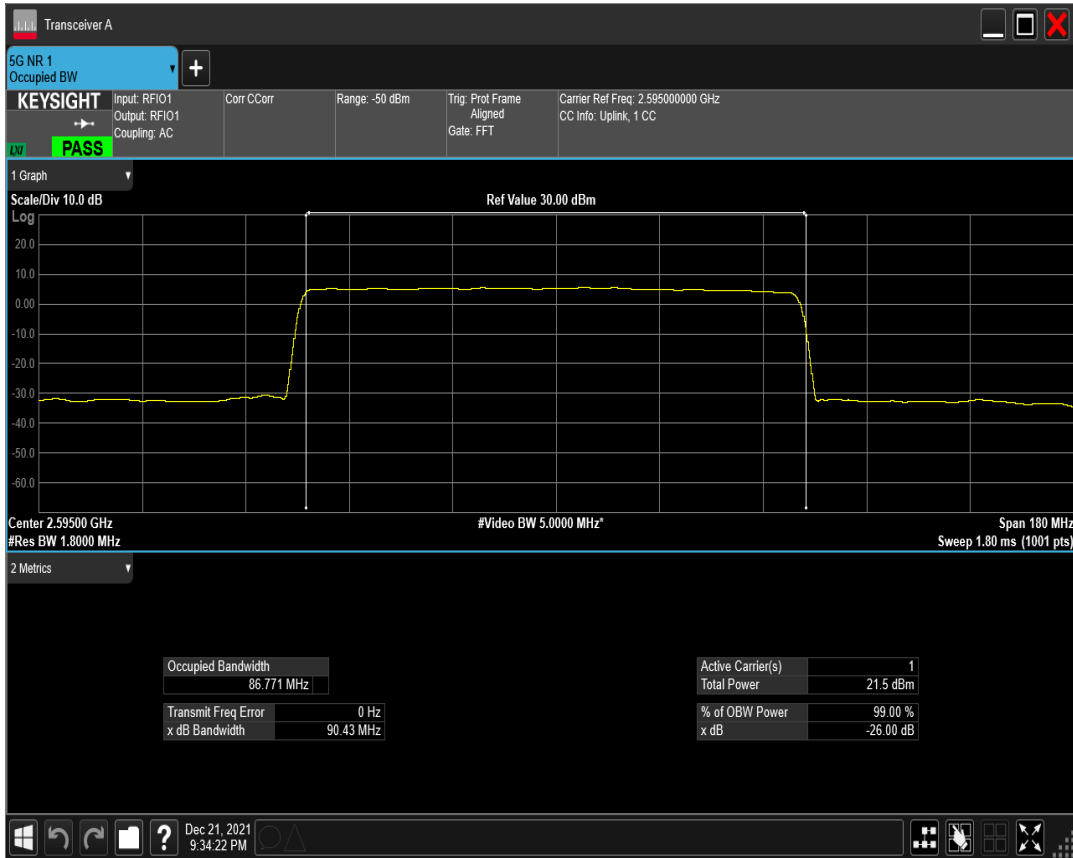 Transceiver A
5G NR 1
Occupied BW
KEYSIGHT
LXI
PASS
Input: RFIO1
Output: RFIO1
Coupling: AC
Corr CCorr
Range: -50 dBm
Trig: Prot Frame
Aligned
Gate: FFT
Carrier Ref Freq: 2.595000000 GHz
CC Info: Uplink, 1 CC
1 Graph
Scale/Div 10.0 dB
Ref Value 30.00 dBm
Log
20.0
10.0
0.00
-10.0
-20.0
-30.0
-40.0
-50.0
-60.0
Center 2.59500 GHz
#Video BW 5.0000 MHz*
Span 180 MHz
#Res BW 1.8000 MHz
Sweep 1.80 ms (1001 pts)
2 Metrics
Occupied Bandwidth
86.771 MHz
Transmit Freq Error 0 Hz
x dB Bandwidth 90.43 MHz
Active Carrier(s) 1
Total Power 21.5 dBm
% of OBW Power 99.00 %
x dB -26.00 dB
?
Dec 21, 2021
9:34:22 PM